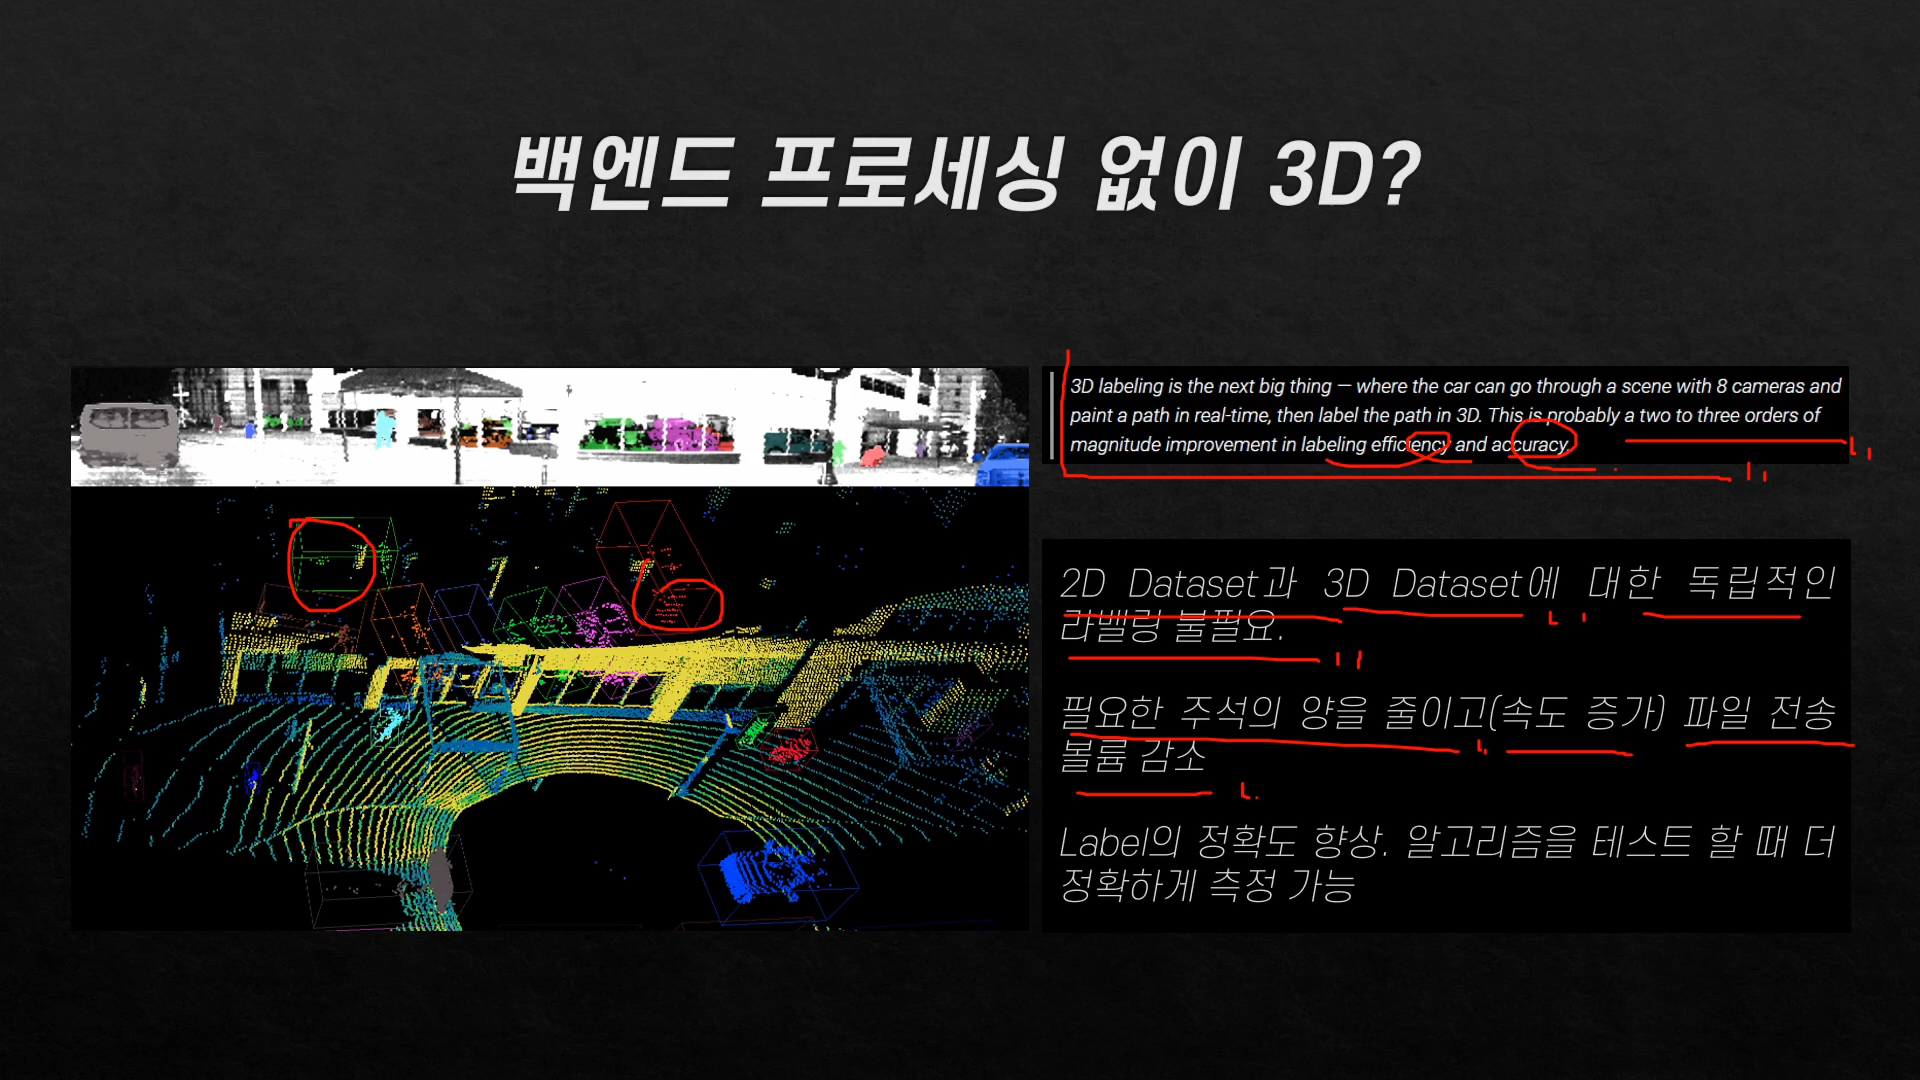 백엔드 프로세싱 없이 3D?
3D labeling is the next big thing — where the car can go through a scene with 8 cameras and
paint a path in real-time, then label the path in 3D. This is probably a two to three orders of
magnitude improvement in labeling efficiency and accuracy.
2D Dataset과 3D Dataset에 대한 독립적인
라벨링 불필요.
필요한 주석의 양을 줄이고(속도 증가) 파일 전송
볼륨 감소
Label의 정확도 향상. 알고리즘을 테스트 할 때 더
정확하게 측정 가능